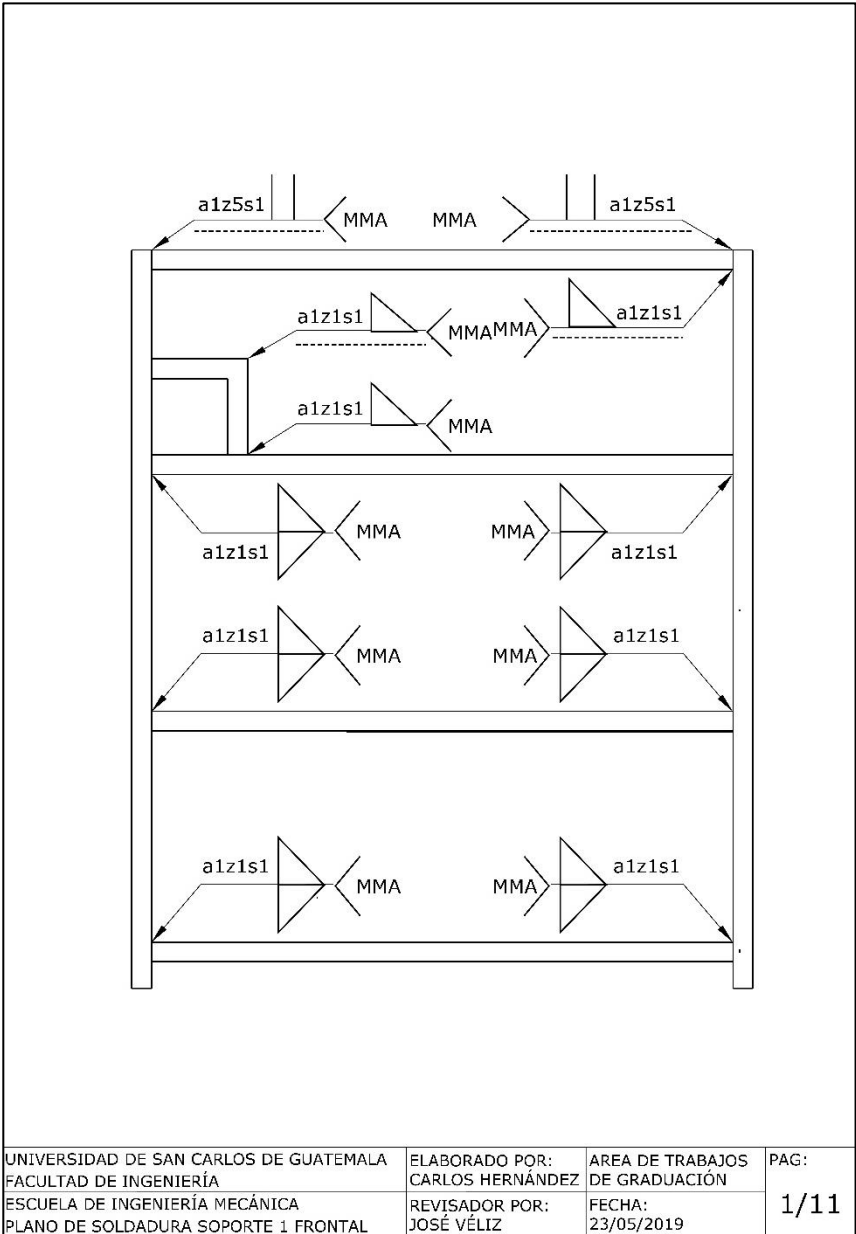 a1z5s1 MMA MMA a1z5s1
a1z1s1 MMA MMA a1z1s1
a1z1s1 MMA
MMA MMA
a1z1s1 a1z1s1
a1z1s1 a1z1s1
MMA MMA
a1z1s1 a1z1s1
MMA MMA
UNIVERSIDAD DE SAN CARLOS DE GUATEMALA
FACULTAD DE INGENIERÍA
ESCUELA DE INGENIERÍA MECÁNICA
PLANO DE SOLDADURA SOPORTE 1 FRONTAL
ELABORADO POR:
CARLOS HERNÁNDEZ
REVISADOR POR:
JOSÉ VÉLIZ
AREA DE TRABAJOS
DE GRADUACIÓN
FECHA:
23/05/2019
PAG:
1/11